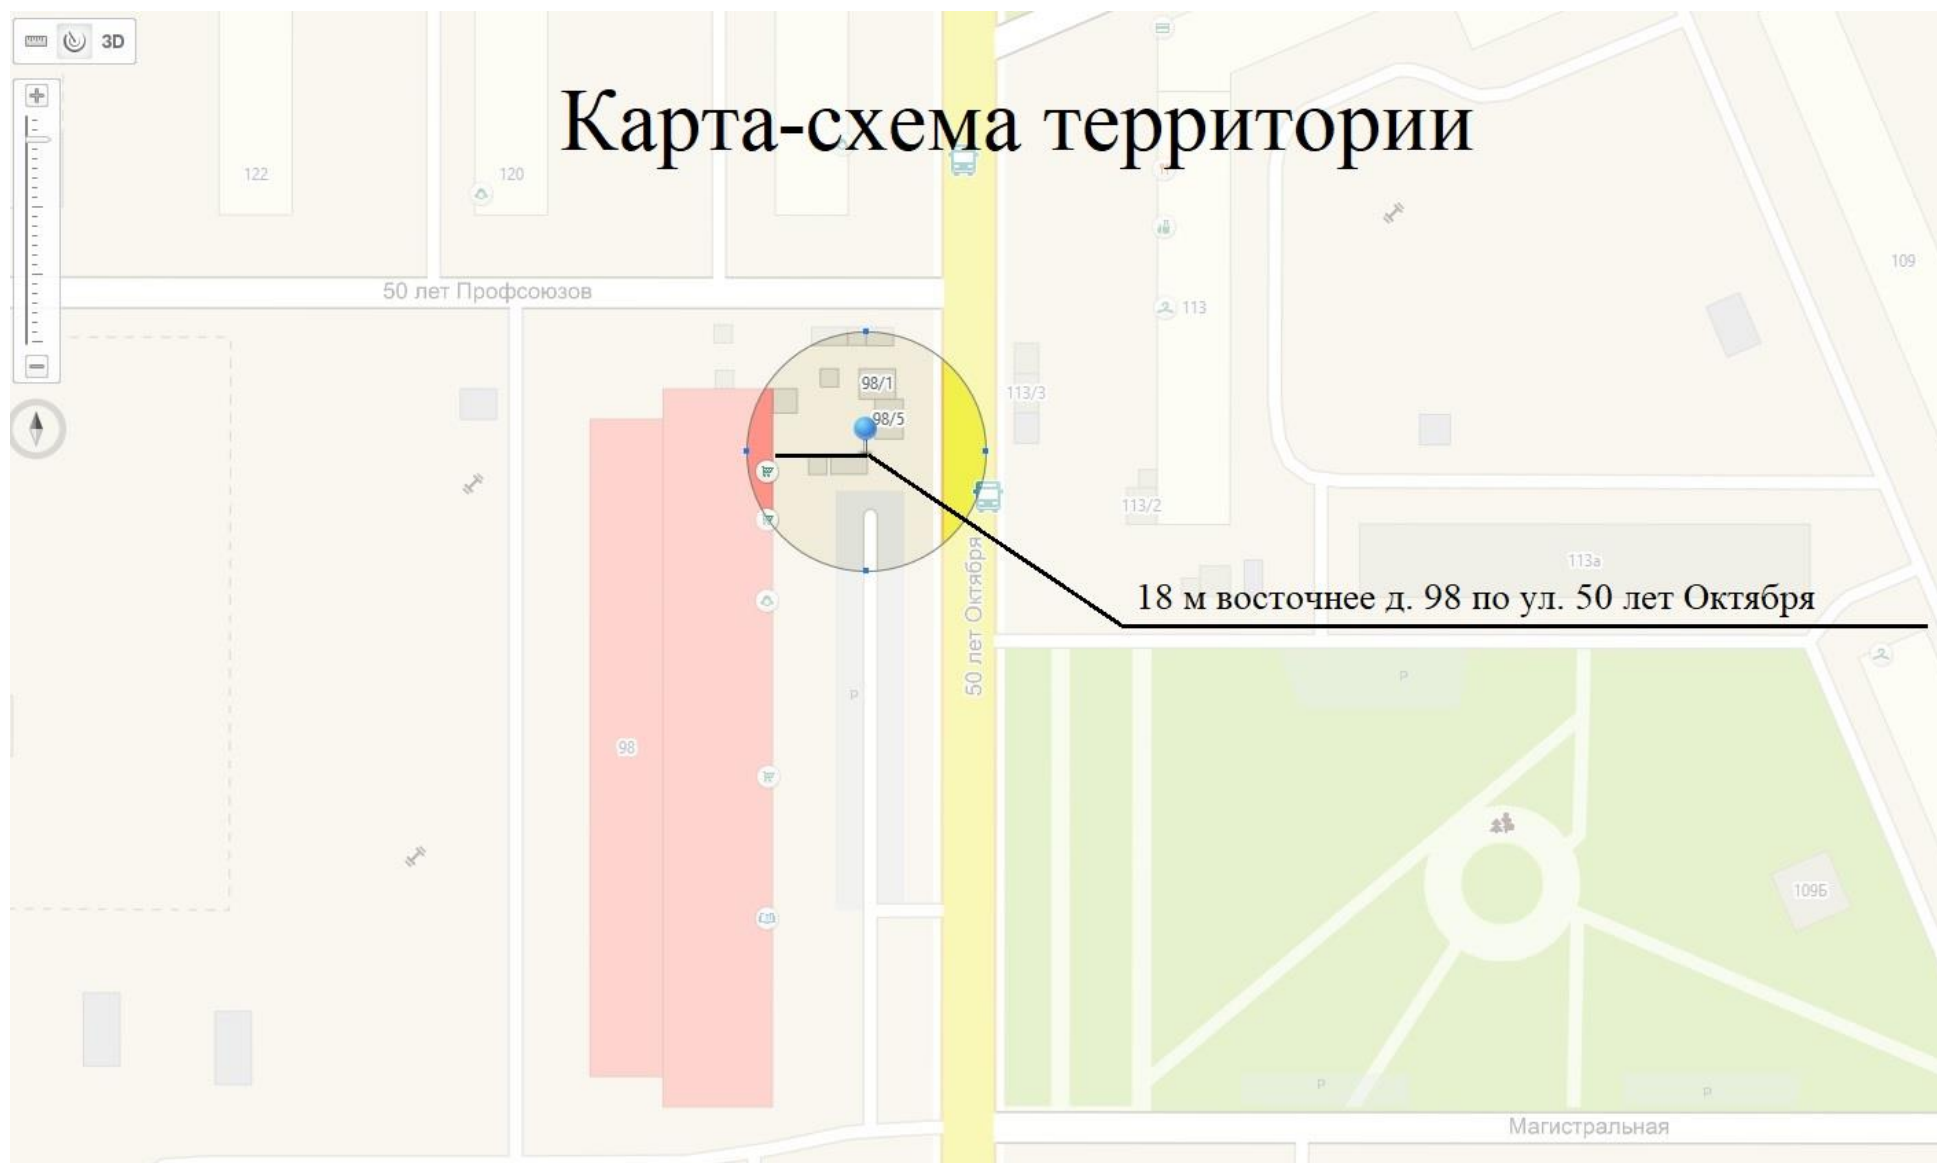 3D
Карта-схема территории
122
120
109
50 лет Профсоюзов
113
98/1
113/3
98/5
113/2
113а
18 м восточнее д. 98 по ул. 50 лет Октября
50 лет Октября
P
P
98
109Б
P
P
Магистральная